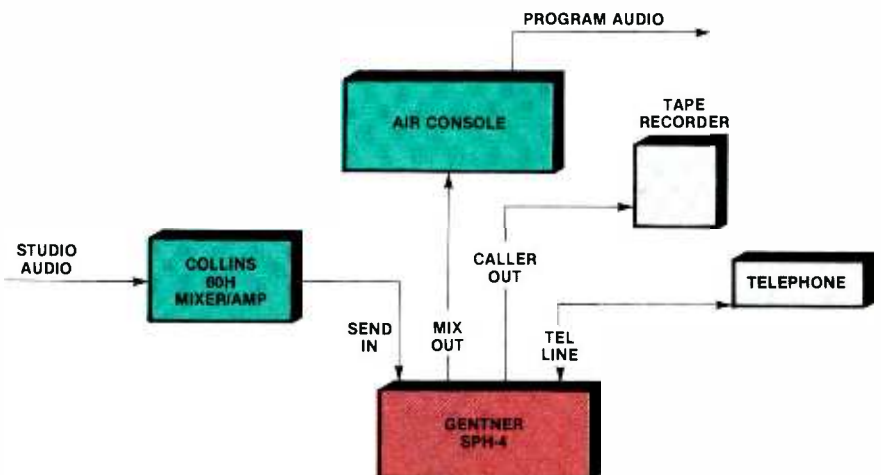 PROGRAM AUDIO
AIR CONSOLE
TAPE
RECORDER
STUDIO
AUDIO
COLLINS
60H
MIXER/AMP
CALLER
OUT
TELEPHONE
SEND
IN
MIX
OUT
TEL
LINE
GENTNER
SPH-4